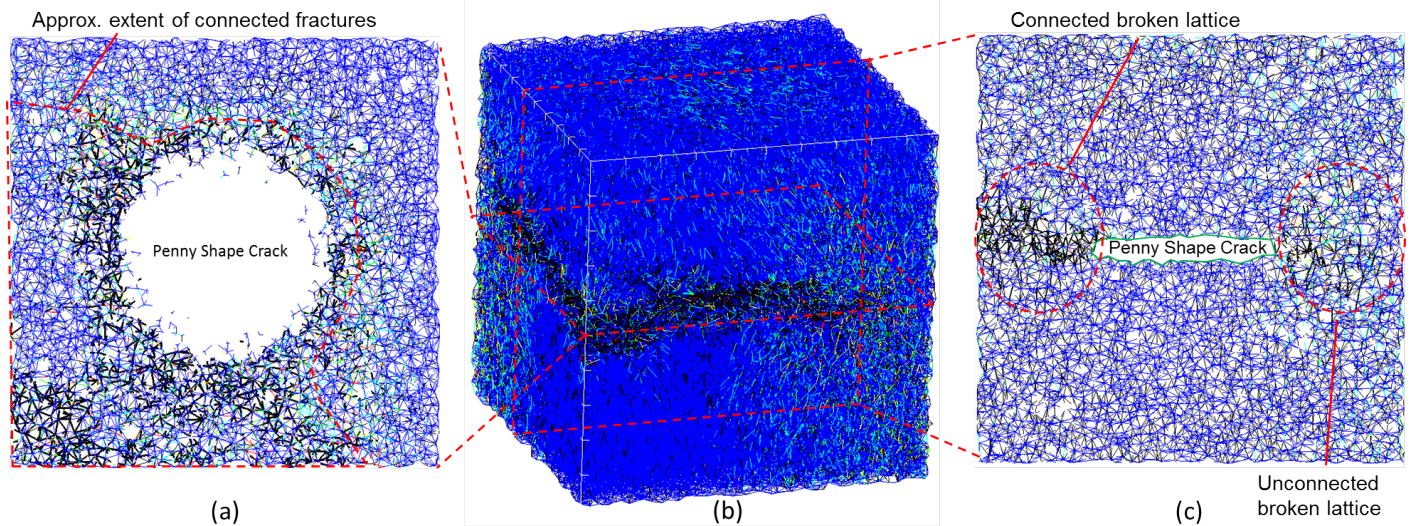 Approx. extent of connected fractures
Connected broken lattice
Penny Shape Crack
Penny Shape Crack
Unconnected
broken lattice
(a)
(b)
(c)